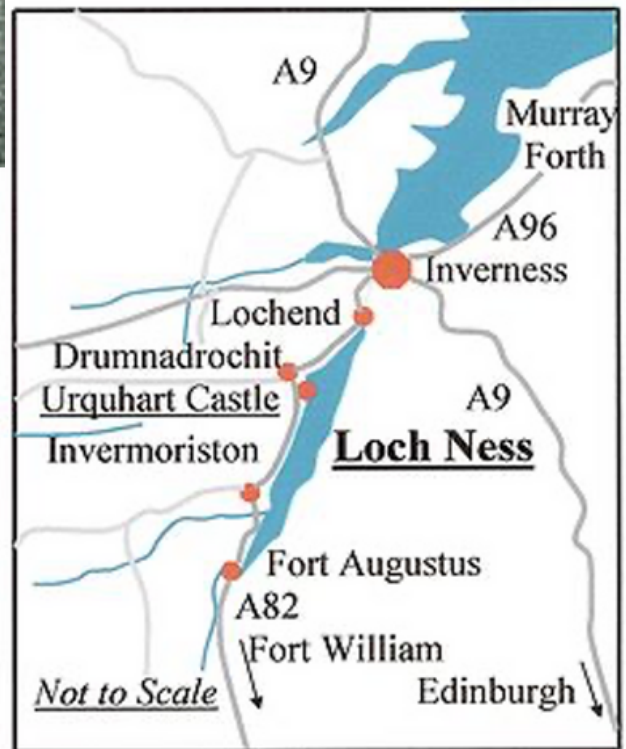 A9
Murray
Forth
A96
Inverness
Lochend
Drumnadrochit
Urquhart Castle
A9
Invermoriston
Loch Ness
Fort Augustus
A82
Fort William
Not to Scale
Edinburgh